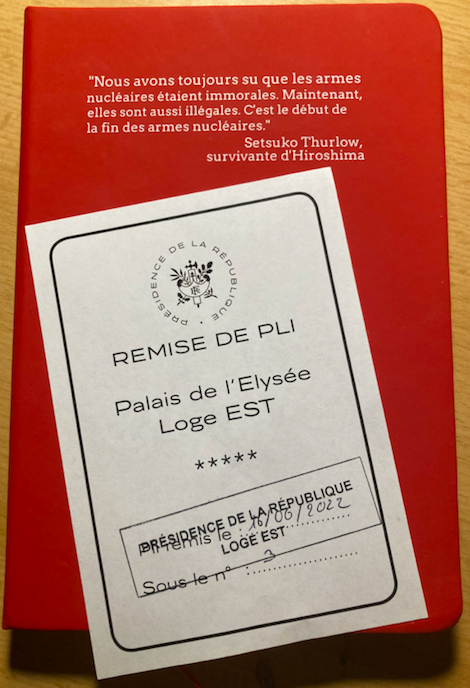 "Nous avons toujours su que les armes
nucléaires étaient immorales. Maintenant,
elles sont aussi illégales. C'est le début de
la fin des armes nucléaires."
Setsuko Thurlow,
survivante d'Hiroshima
PRÉSIDENCE DE LA RÉPUBLIQUE
REMISE DE PLI
Palais de l'Elysée
Loge EST
*****
PRÉSIDENCE DE LA RÉPUBLIQUE
LOGE EST
Pli remis le : 16/06/2022
Sous le n° : 3